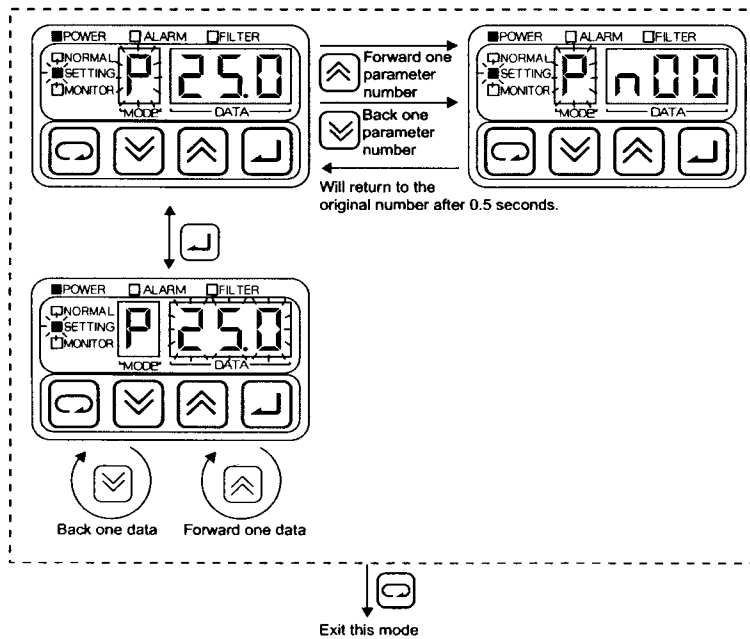 POWER ALARM FILTER
NORMAL
SETTING
MONITOR
P 25.0
MODE DATA
Forward one
parameter
number
Back one
parameter
number
Will return to the
original number after 0.5 seconds.
POWER ALARM FILTER
NORMAL
SETTING
MONITOR
P n00
MODE DATA
POWER ALARM FILTER
NORMAL
SETTING
MONITOR
P 25.0
MODE DATA
Back one data Forward one data
Exit this mode